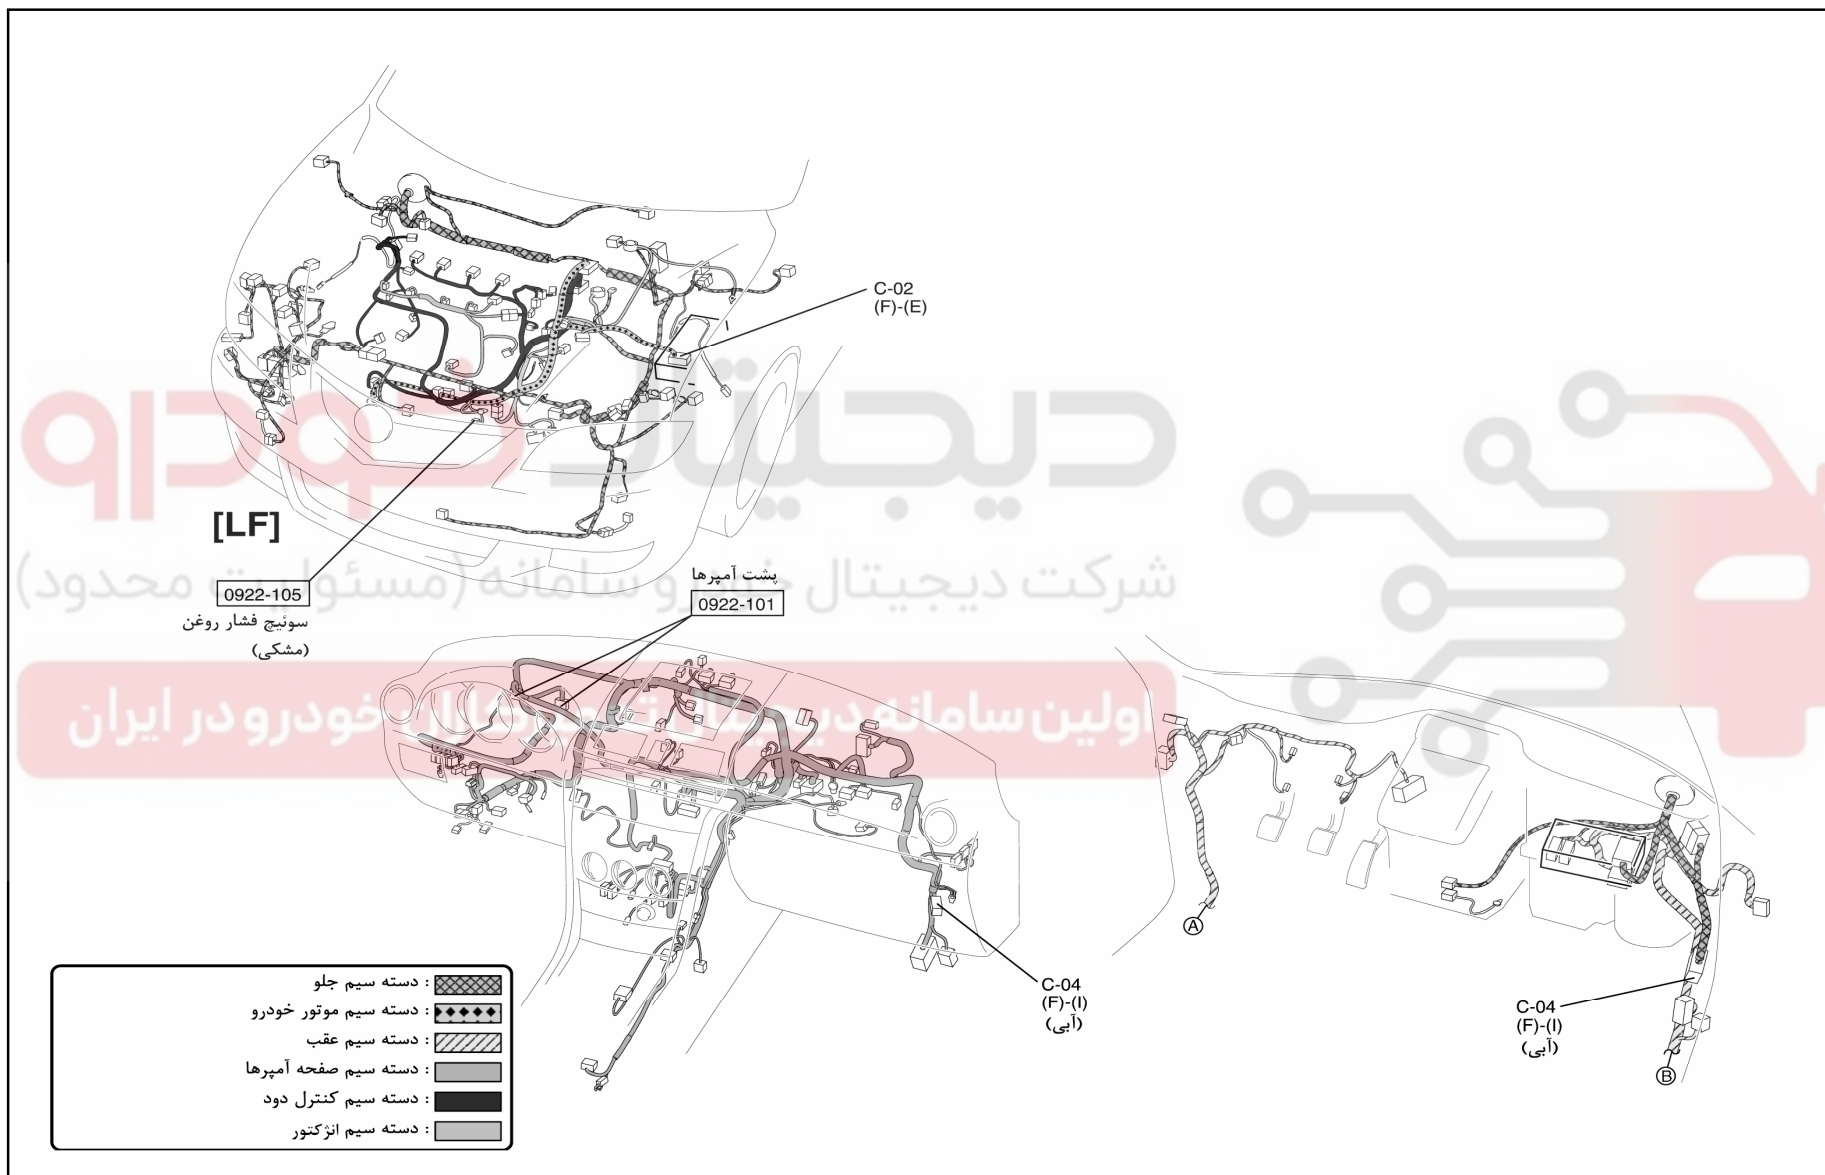 C-02
(F)-(E)
دیجیتال خودرو
[LF]
شرکت دیجیتال خودرو سامانه (مسئولیت محدود)
0922-105
سوئیچ فشار روغن
(مشکی)
پشت آمپرها
0922-101
اولین سامانه دیجیتال تعمیرکاران خودرو در ایران
A
C-04
(F)-(I)
(آبی)
C-04
(F)-(I)
(آبی)
B
: دسته سیم جلو
: دسته سیم موتور خودرو
: دسته سیم عقب
: دسته سیم صفحه آمپرها
: دسته سیم کنترل دود
: دسته سیم انژکتور